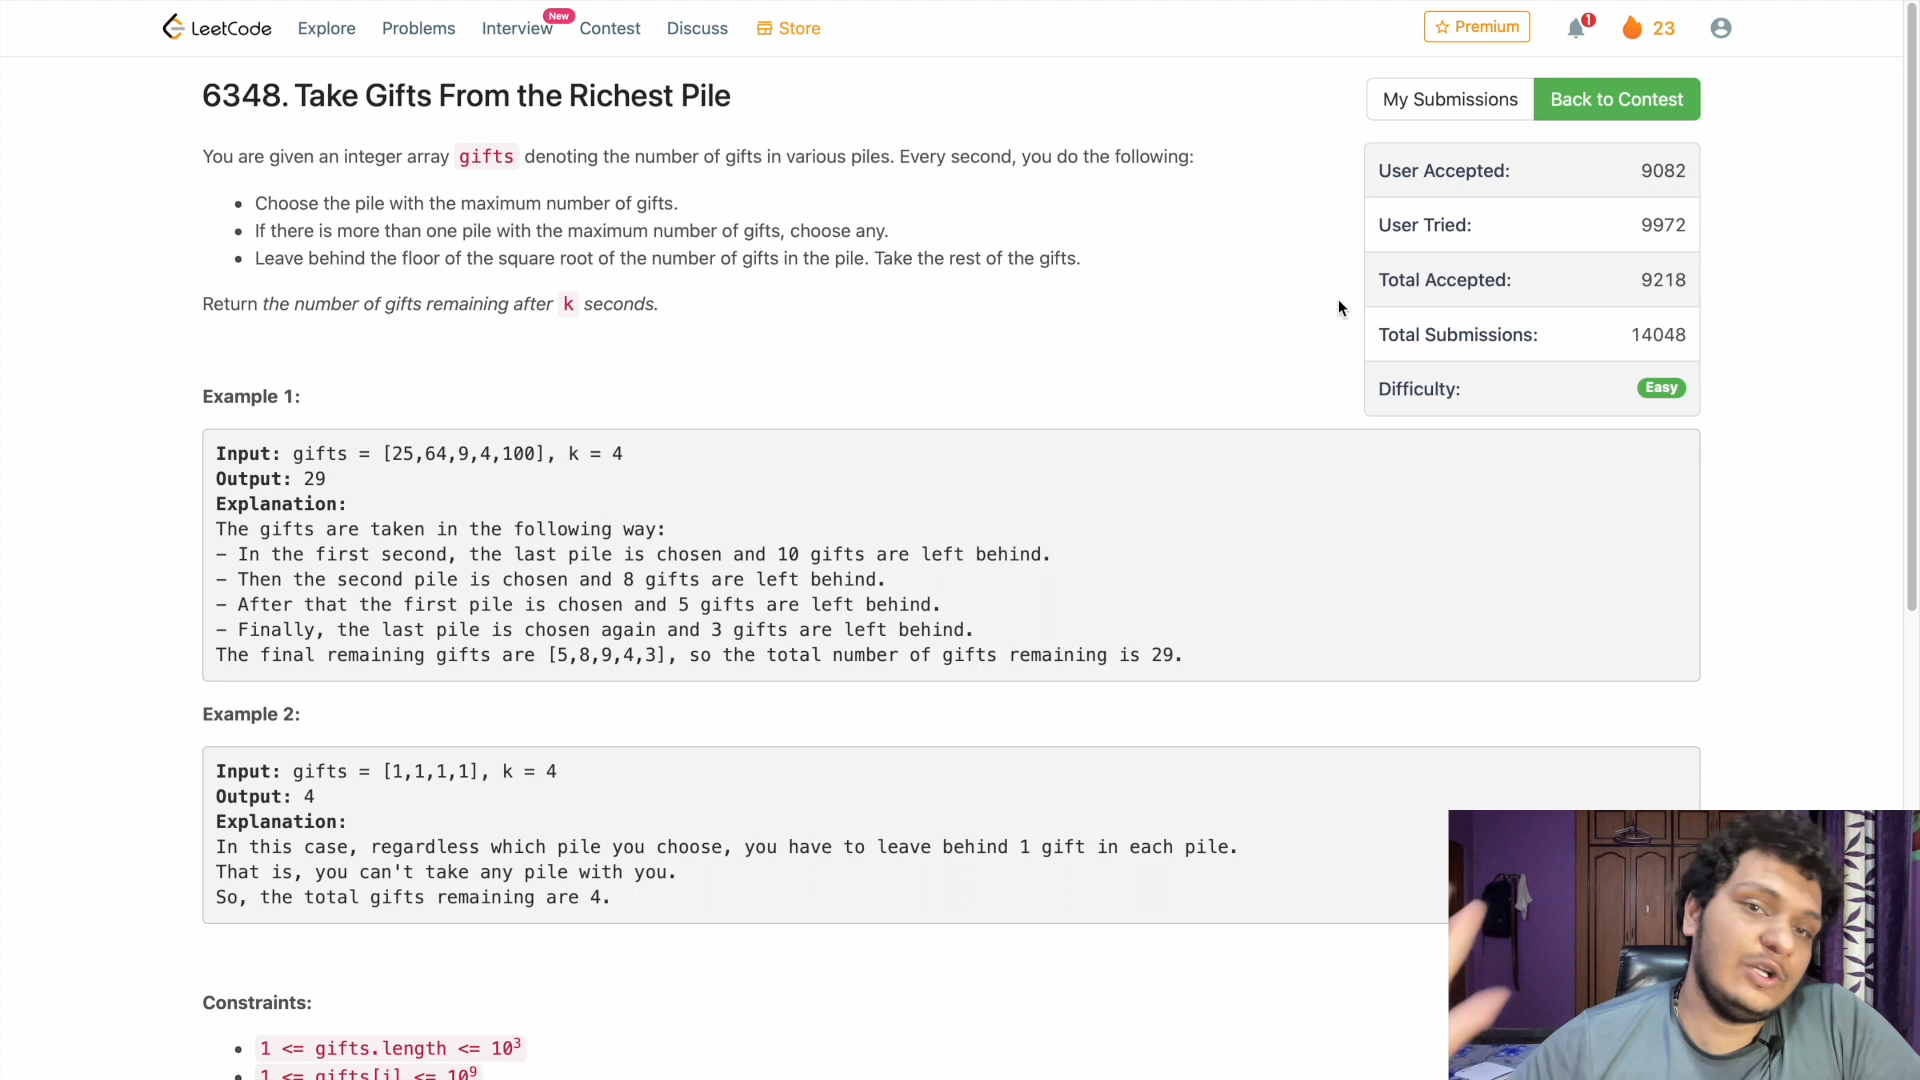 LeetCode Explore Problems Interview New Contest Discuss Store Premium 1 23
6348. Take Gifts From the Richest Pile
My Submissions Back to Contest
You are given an integer array gifts denoting the number of gifts in various piles. Every second, you do the following:
• Choose the pile with the maximum number of gifts.
• If there is more than one pile with the maximum number of gifts, choose any.
• Leave behind the floor of the square root of the number of gifts in the pile. Take the rest of the gifts.
Return the number of gifts remaining after k seconds.
User Accepted: 9082
User Tried: 9972
Total Accepted: 9218
Total Submissions: 14048
Difficulty: Easy
Example 1:
Input: gifts = [25,64,9,4,100], k = 4
Output: 29
Explanation:
The gifts are taken in the following way:
- In the first second, the last pile is chosen and 10 gifts are left behind.
- Then the second pile is chosen and 8 gifts are left behind.
- After that the first pile is chosen and 5 gifts are left behind.
- Finally, the last pile is chosen again and 3 gifts are left behind.
The final remaining gifts are [5,8,9,4,3], so the total number of gifts remaining is 29.
Example 2:
Input: gifts = [1,1,1,1], k = 4
Output: 4
Explanation:
In this case, regardless which pile you choose, you have to leave behind 1 gift in each pile.
That is, you can't take any pile with you.
So, the total gifts remaining are 4.
Constraints:
• 1 <= gifts.length <= 10³
• 1 <= gifts[i] <= 10⁹